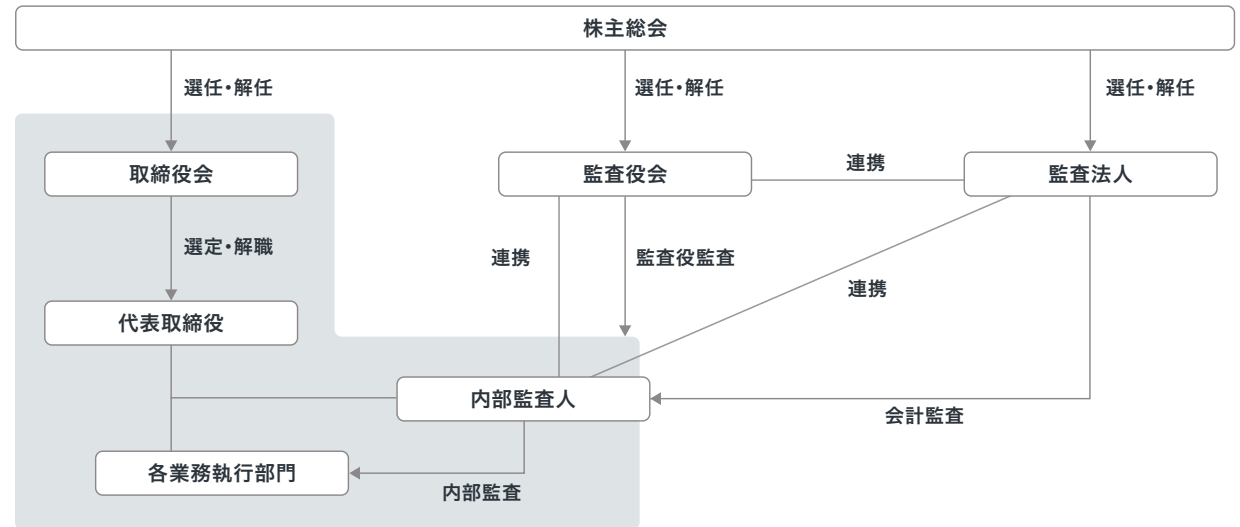 株主総会
選任・解任
選任・解任
選任・解任
取締役会
監査役会
連携
監査法人
選定・解職
連携
監査役監査
連携
代表取締役
内部監査人
会計監査
各業務執行部門
内部監査